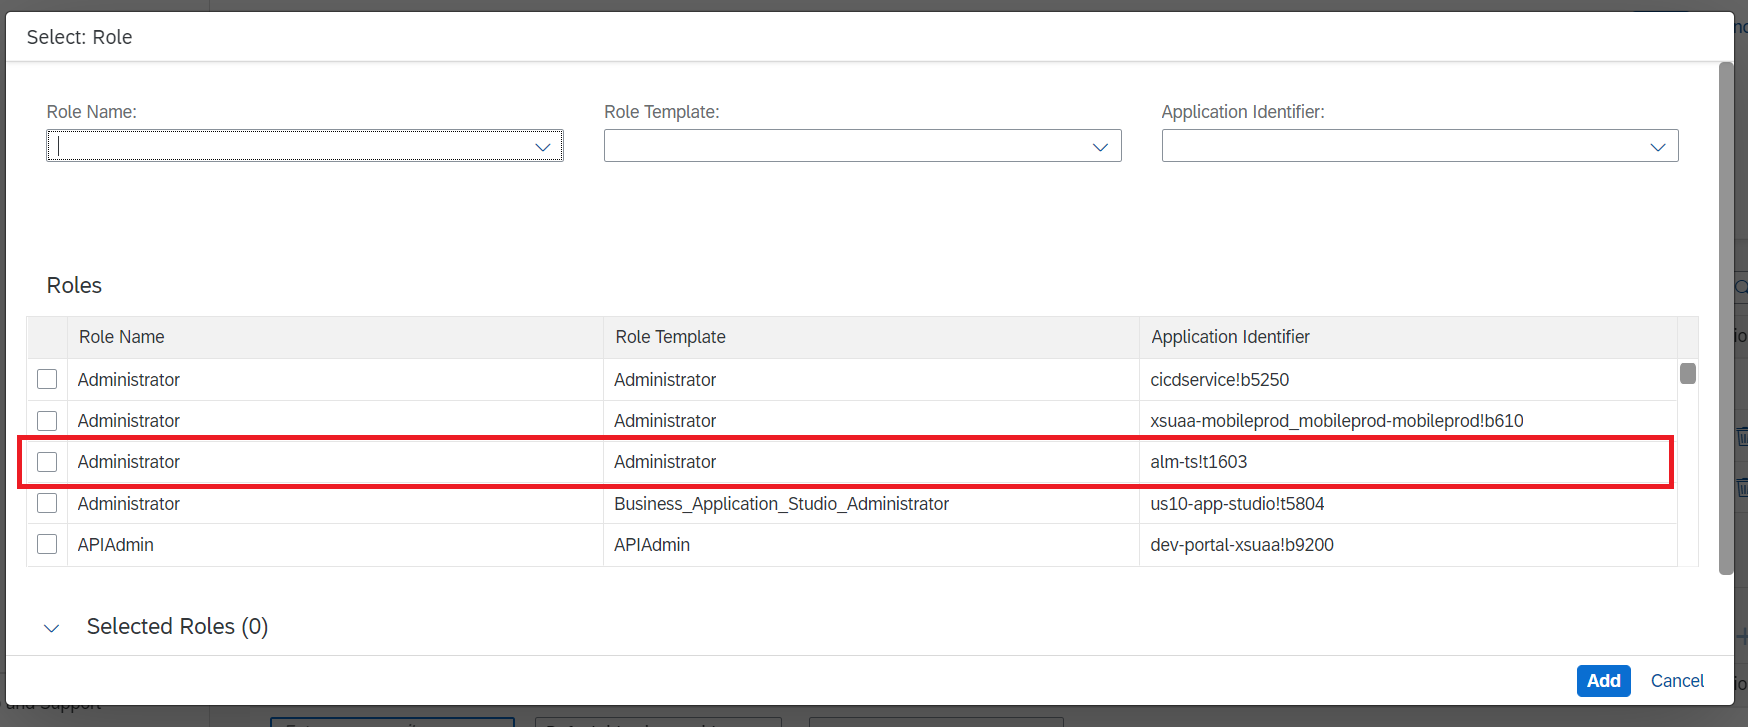 Select: Role
Role Name: Role Template: Application Identifier:
Roles
Role Name Role Template Application Identifier
Administrator Administrator cicdservice!b5250
Administrator Administrator xsuaa-mobileprod_mobileprod-mobileprod!b610
Administrator Administrator alm-ts!t1603
Administrator Business_Application_Studio_Administrator us10-app-studio!t5804
APIAdmin APIAdmin dev-portal-xsuaa!b9200
Selected Roles (0)
Add Cancel
and Support